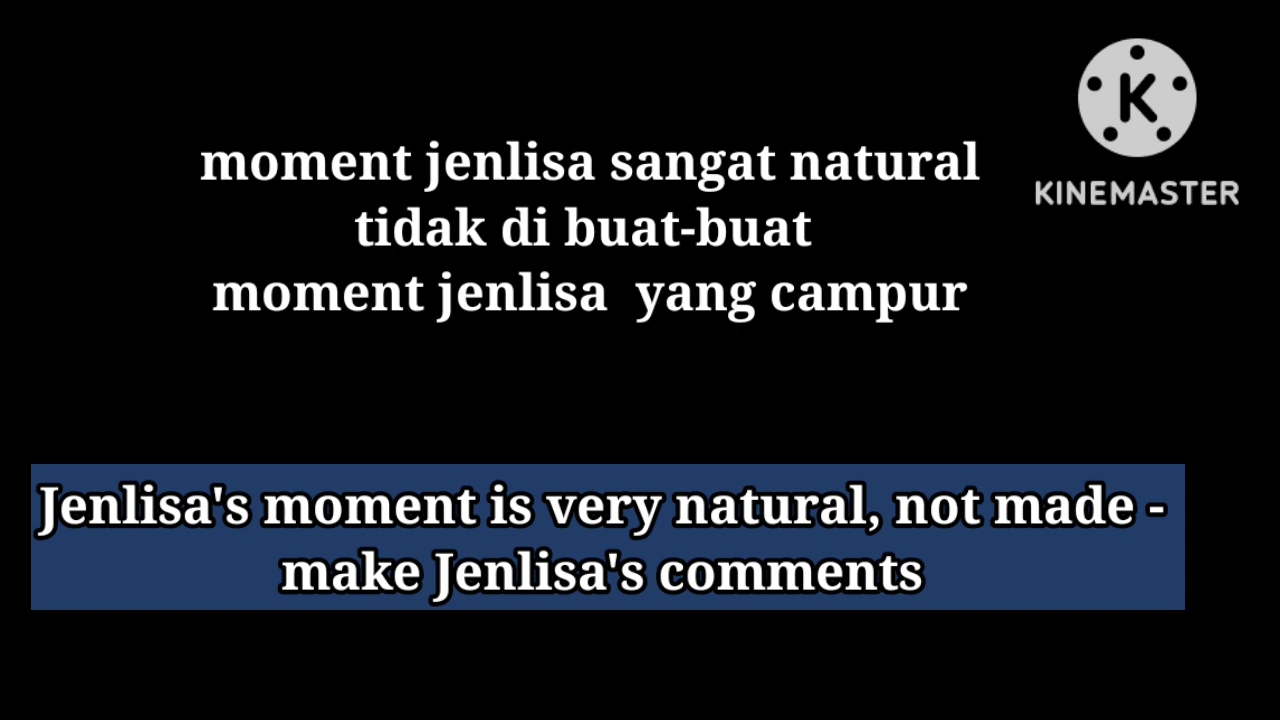 K
KINEMASTER
moment jenlisa sangat natural
tidak di buat-buat
moment jenlisa yang campur
Jenlisa's moment is very natural, not made -
make Jenlisa's comments